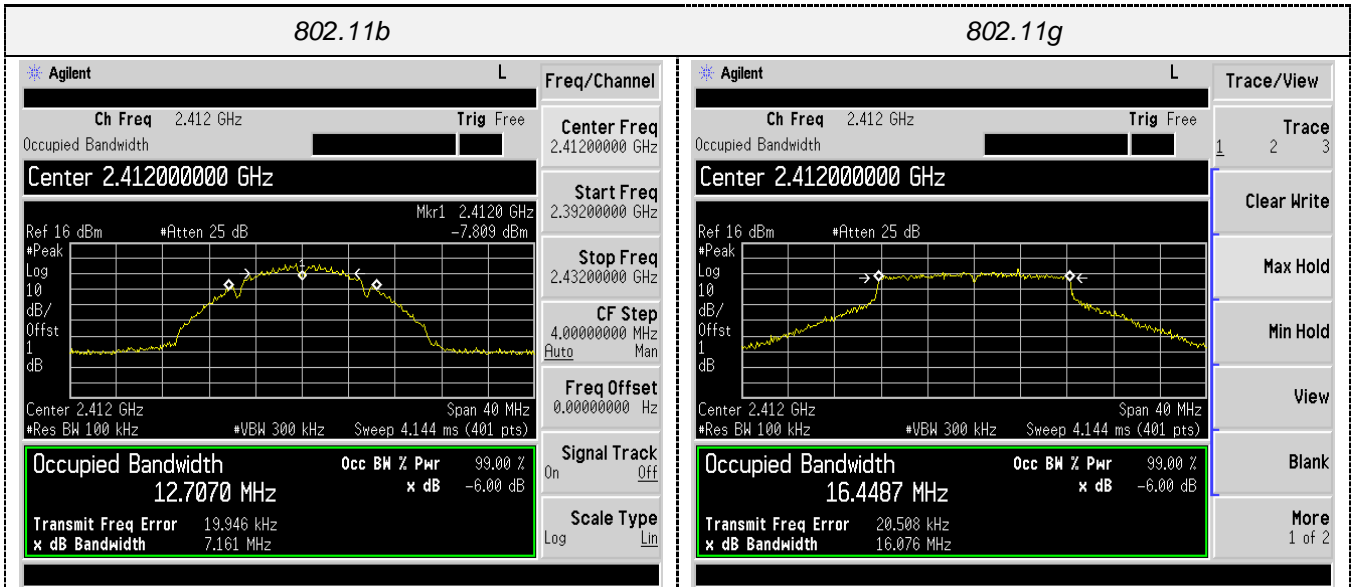 802.11b
802.11g
Agilent L
Freq/Channel
Ch Freq 2.412 GHz Trig Free
Occupied Bandwidth
Center 2.412000000 GHz
Mkr1 2.4120 GHz
Ref 16 dBm #Atten 25 dB -7.809 dBm
#Peak
Log
10
dB/
Offst
1
dB
1
Center 2.412 GHz Span 40 MHz
#Res BW 100 kHz #VBW 300 kHz Sweep 4.144 ms (401 pts)
Occupied Bandwidth Occ BW % Pwr 99.00 %
12.7070 MHz x dB -6.00 dB
Transmit Freq Error 19.946 kHz
x dB Bandwidth 7.161 MHz
Center Freq
2.41200000 GHz
Start Freq
2.39200000 GHz
Stop Freq
2.43200000 GHz
CF Step
4.00000000 MHz
Auto Man
Freq Offset
0.00000000 Hz
Signal Track
On Off
Scale Type
Log Lin
Agilent L
Trace/View
Ch Freq 2.412 GHz Trig Free
Occupied Bandwidth
Center 2.412000000 GHz
Ref 16 dBm #Atten 25 dB
#Peak
Log
10
dB/
Offst
1
dB
Center 2.412 GHz Span 40 MHz
#Res BW 100 kHz #VBW 300 kHz Sweep 4.144 ms (401 pts)
Occupied Bandwidth Occ BW % Pwr 99.00 %
16.4487 MHz x dB -6.00 dB
Transmit Freq Error 20.508 kHz
x dB Bandwidth 16.076 MHz
Trace
1 2 3
Clear Write
Max Hold
Min Hold
View
Blank
More
1 of 2